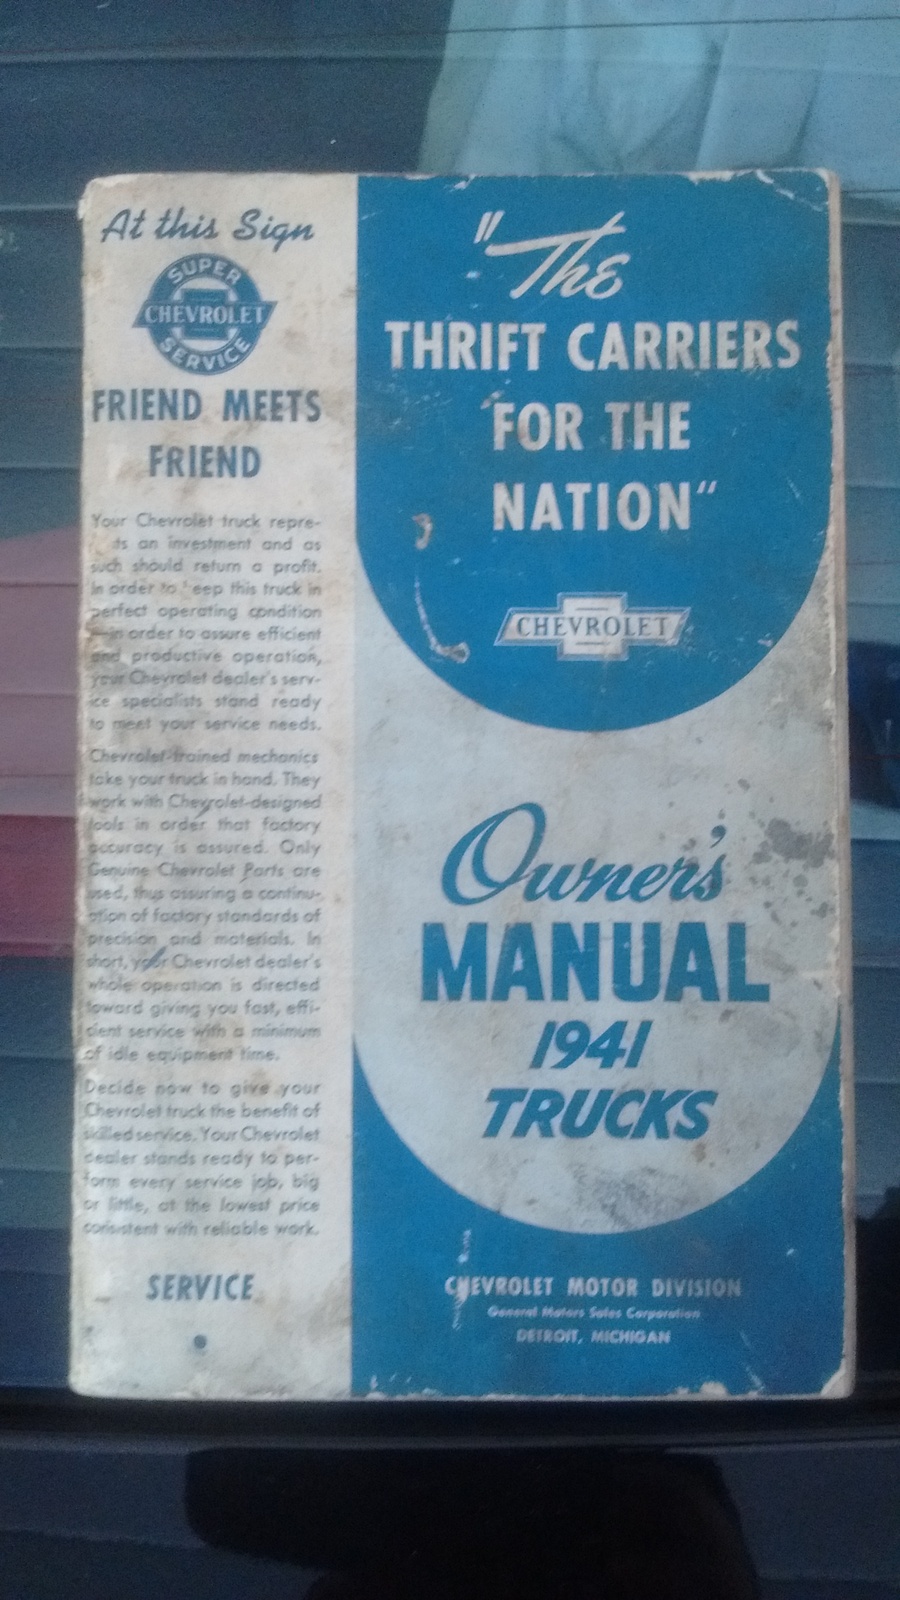 At this Sign
SUPER
CHEVROLET
SERVICE
FRIEND MEETS
FRIEND
Your Chevrolet truck repre-
ts an investment and as
such should return a profit.
In order to eep this truck in
perfect operating condition
—in order to assure efficient
and productive operation,
your Chevrolet dealer's serv-
ice specialists stand ready
to meet your service needs.
Chevrolet-trained mechanics
take your truck in hand. They
work with Chevrolet-designed
tools in order that factory
accuracy is assured. Only
Genuine Chevrolet Parts are
used, thus assuring a continu-
ation of factory standards of
precision and materials. In
short, your Chevrolet dealer's
whole operation is directed
toward giving you fast, effi-
cient service with a minimum
of idle equipment time.
Decide now to give your
Chevrolet truck the benefit of
skilled service. Your Chevrolet
dealer stands ready to per-
form every service job, big
or little, at the lowest price
consistent with reliable work.
SERVICE
"The
THRIFT CARRIERS
FOR THE
NATION"
CHEVROLET
Owner's
MANUAL
1941
TRUCKS
CHEVROLET MOTOR DIVISION
General Motors Sales Corporation
DETROIT, MICHIGAN